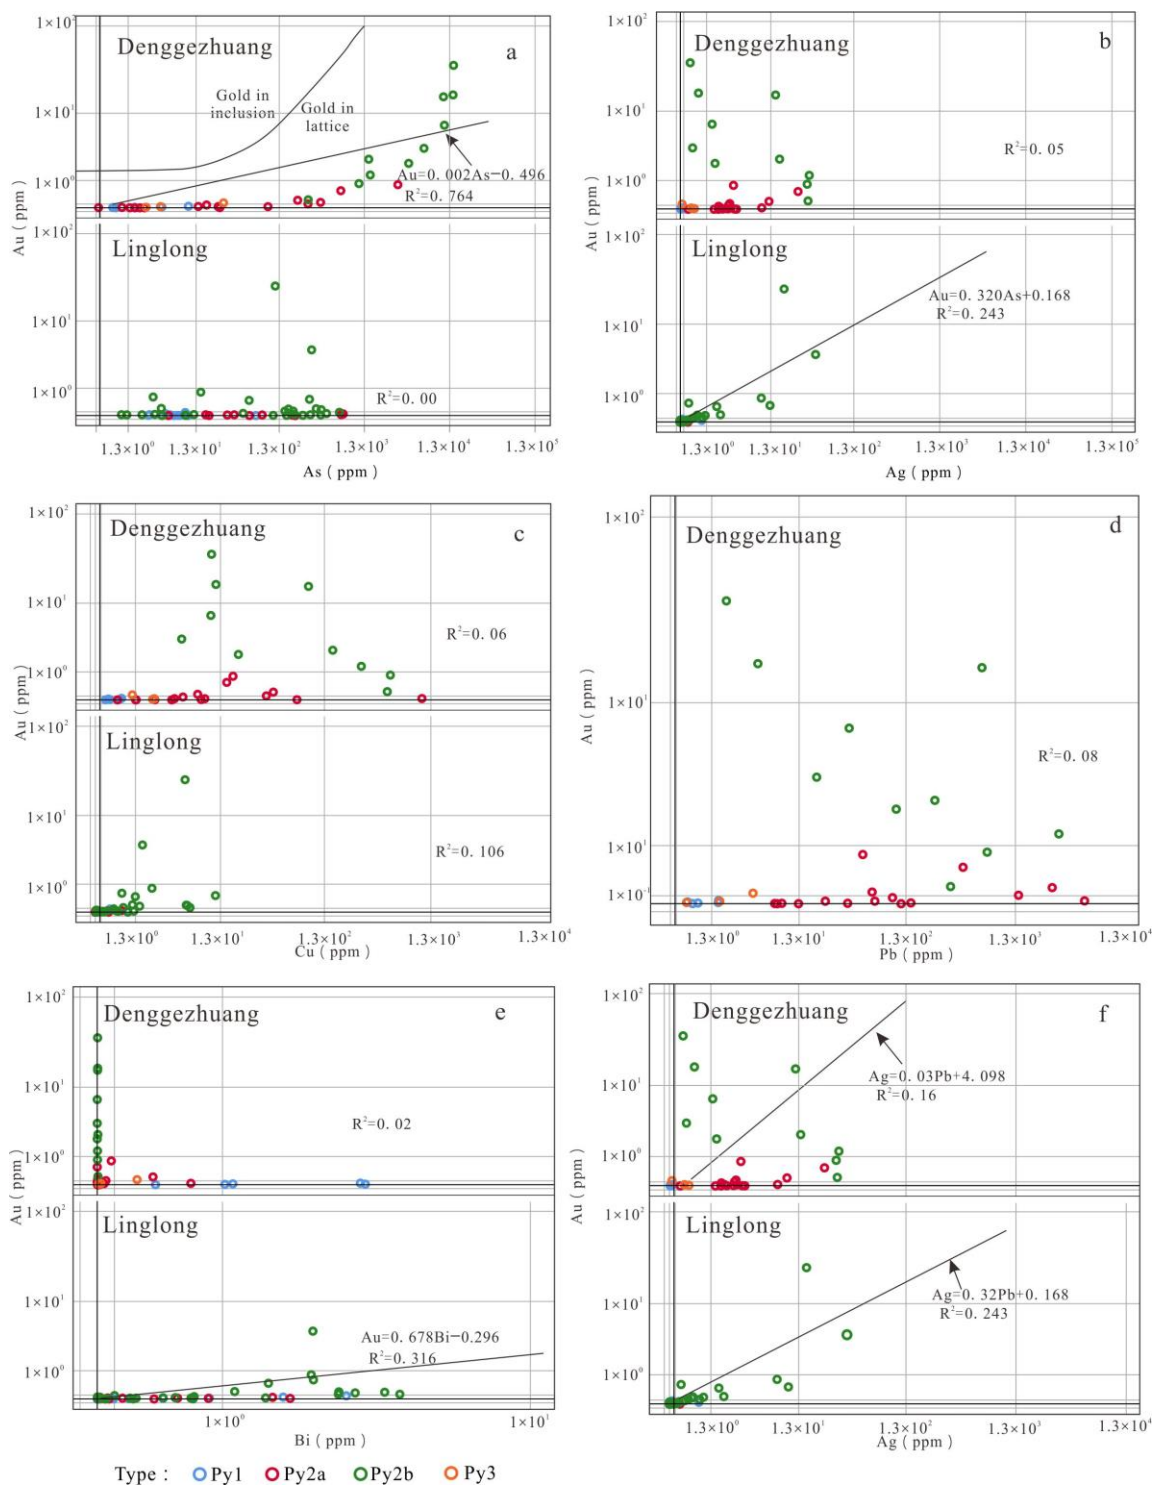 a
Denggezhuang
1×10²
Gold in
inclusion
Gold in
lattice
1×10¹
Au=0.002As−0.496
R²=0.764
1×10⁰
Au ( ppm )
Linglong
1×10²
1×10¹
R²=0.00
1×10⁰
1.3×10⁰ 1.3×10¹ 1.3×10² 1.3×10³ 1.3×10⁴ 1.3×10⁵
As ( ppm )
b
Denggezhuang
1×10²
1×10¹
R²=0.05
1×10⁰
Au ( ppm )
Linglong
1×10²
Au=0.320As+0.168
R²=0.243
1×10¹
1×10⁰
1.3×10⁰ 1.3×10¹ 1.3×10² 1.3×10³ 1.3×10⁴ 1.3×10⁵
Ag ( ppm )
c
Denggezhuang
1×10²
1×10¹
R²=0.06
1×10⁰
Au ( ppm )
Linglong
1×10²
1×10¹
R²=0.106
1×10⁰
1.3×10⁰ 1.3×10¹ 1.3×10² 1.3×10³ 1.3×10⁴
Cu ( ppm )
d
Denggezhuang
1×10²
1×10¹
Au ( ppm )
R²=0.08
1×10¹
1×10⁻¹
1.3×10⁰ 1.3×10¹ 1.3×10² 1.3×10³ 1.3×10⁴
Pb ( ppm )
e
Denggezhuang
1×10²
1×10¹
R²=0.02
1×10⁰
Au ( ppm )
Linglong
1×10²
1×10¹
Au=0.678Bi−0.296
R²=0.316
1×10⁰
1×10⁰ 1×10¹
Bi ( ppm )
f
Denggezhuang
1×10²
Ag=0.03Pb+4.098
R²=0.16
1×10¹
1×10⁰
Au ( ppm )
Linglong
1×10²
Ag=0.32Pb+0.168
R²=0.243
1×10¹
1×10⁰
1.3×10⁰ 1.3×10¹ 1.3×10² 1.3×10³ 1.3×10⁴
Ag ( ppm )
Type : Py1 Py2a Py2b Py3